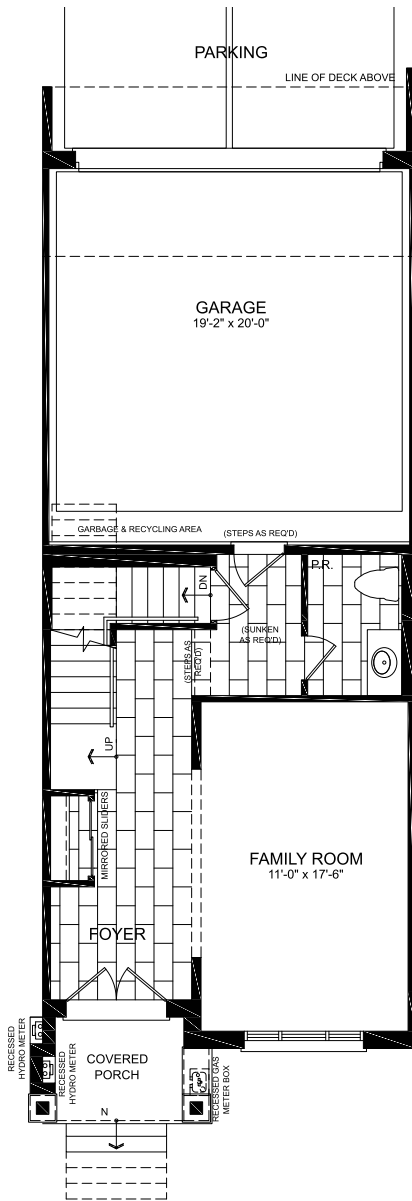 PARKING
LINE OF DECK ABOVE
GARAGE
19'-2" x 20'-0"
GARBAGE & RECYCLING AREA
(STEPS AS REQ'D)
P.R.
DN
(SUNKEN
AS REQ'D)
(STEPS AS
REQ'D)
UP
MIRRORED SLIDERS
FAMILY ROOM
11'-0" x 17'-6"
FOYER
RECESSED
HYDRO METER
RECESSED
HYDRO METER
COVERED
PORCH
RECESSED GAS
METER BOX
N